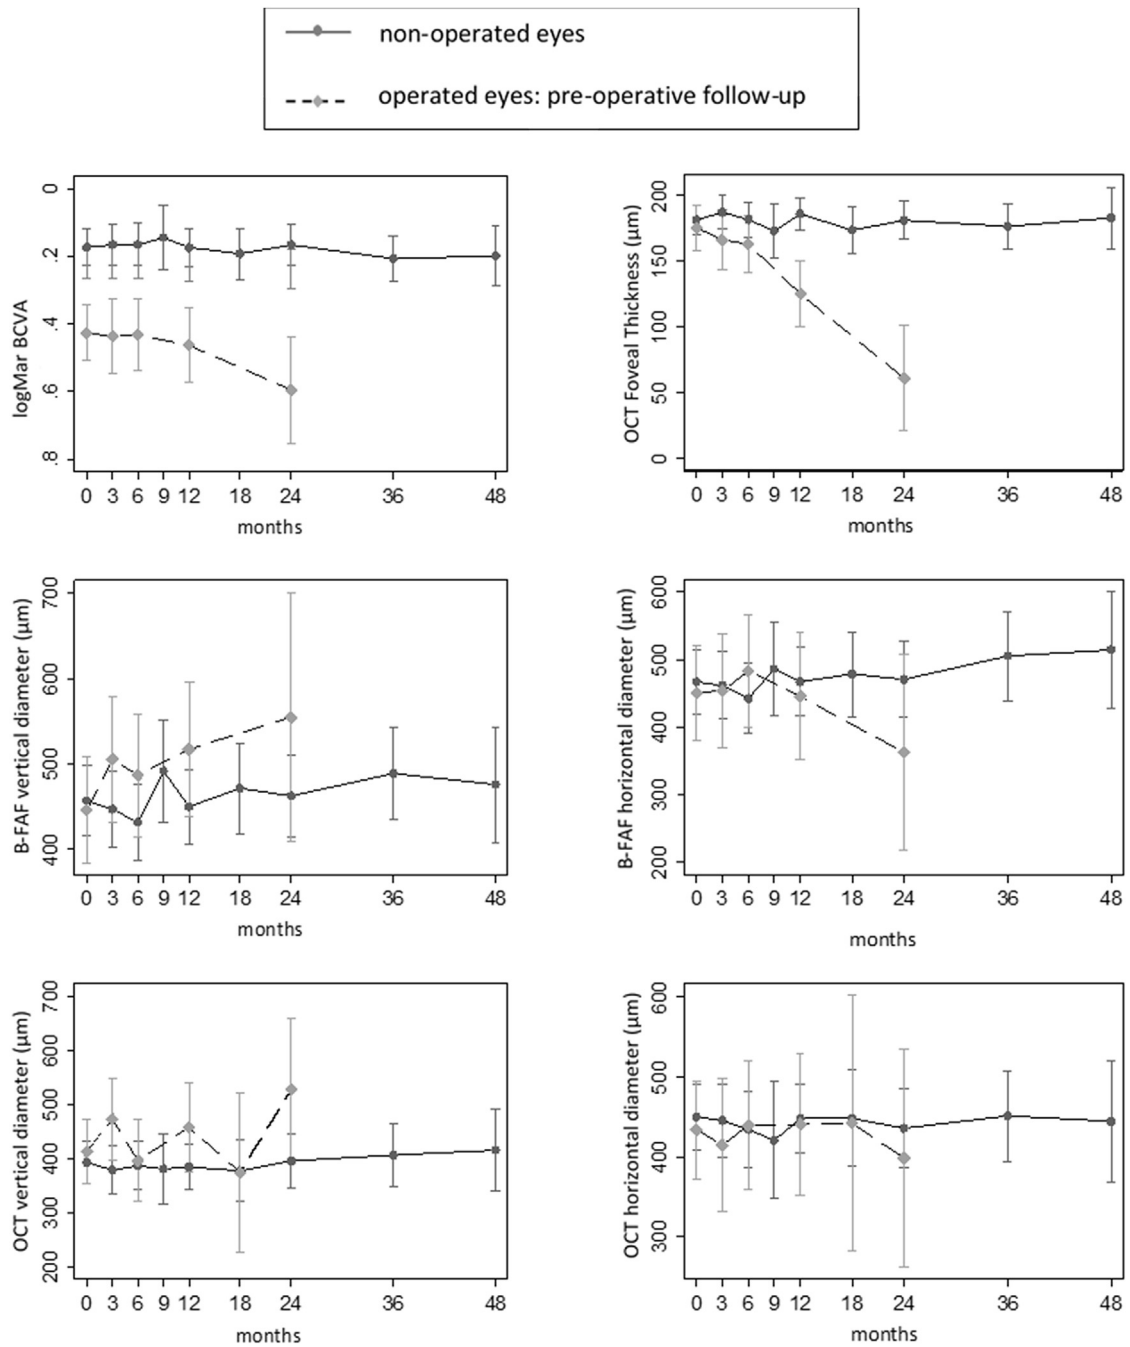 non-operated eyes
operated eyes: pre-operative follow-up
logMar BCVA
0
.2
.4
.6
.8
0 3 6 9 12 18 24 36 48
months
OCT Foveal Thickness (μm)
200
150
100
50
0
0 3 6 9 12 18 24 36 48
months
B-FAF vertical diameter (μm)
700
600
500
400
0 3 6 9 12 18 24 36 48
months
B-FAF horizontal diameter (μm)
600
500
400
300
200
0 3 6 9 12 18 24 36 48
months
OCT vertical diameter (μm)
700
600
500
400
300
200
0 3 6 9 12 18 24 36 48
months
OCT horizontal diameter (μm)
600
500
400
300
0 3 6 9 12 18 24 36 48
months